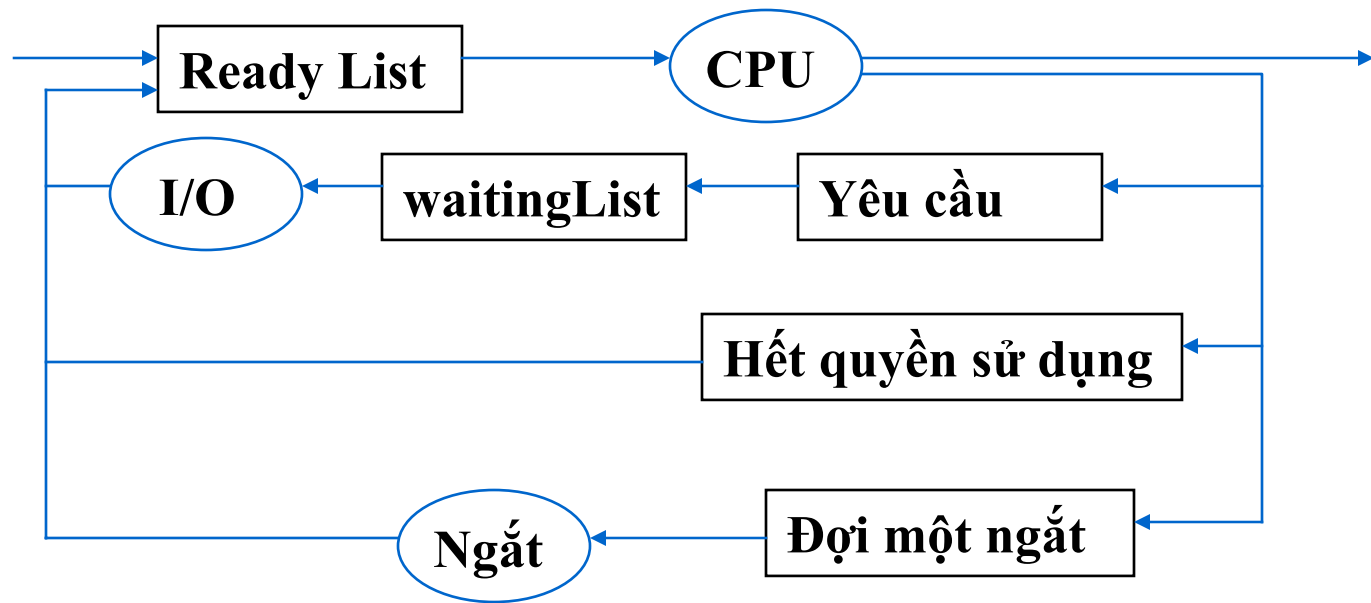 Ready List
CPU
I/O
waitingList
Yêu cầu
Hết quyền sử dụng
Ngắt
Đợi một ngắt